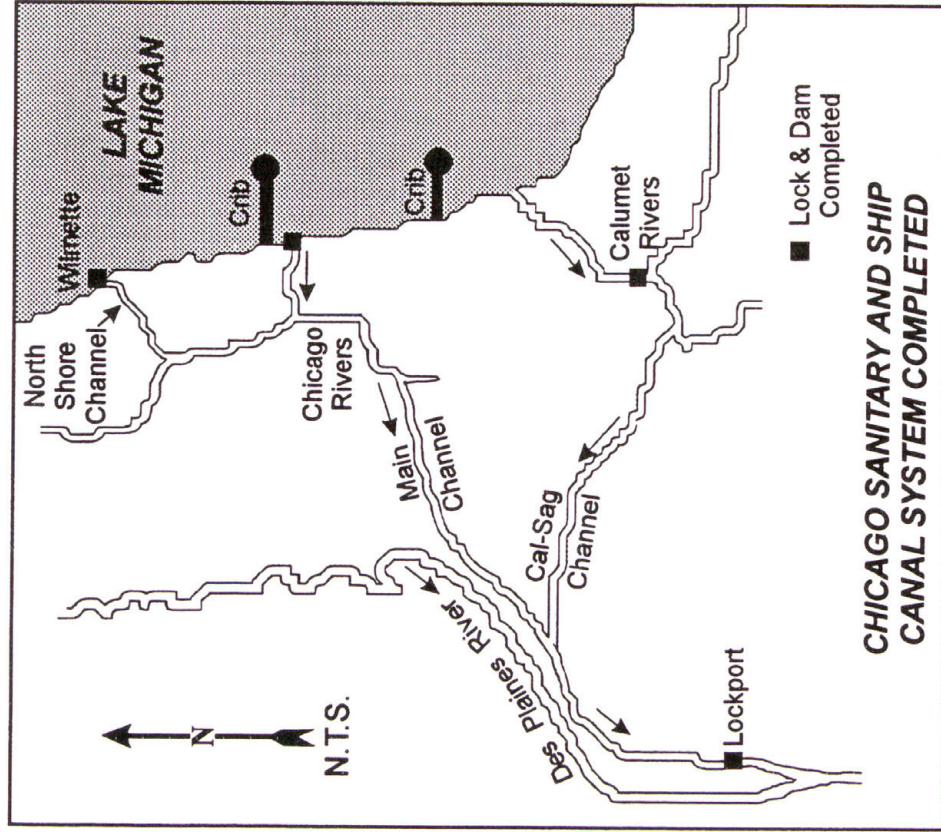 LAKE
MICHIGAN
Wilmette
North
Shore
Channel
Crib
Crib
Chicago
Rivers
Main
Channel
Calumet
Rivers
Cal-Sag
Channel
Des Plaines River
N
N.T.S.
Lockport
Lock & Dam
Completed
CHICAGO SANITARY AND SHIP
CANAL SYSTEM COMPLETED